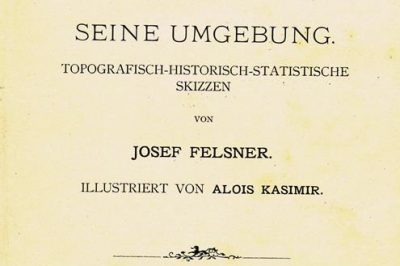 SEINE UMGEBUNG.
TOPOGRAFISCH-HISTORISCH-STATISTISCHE
SKIZZEN
VON
JOSEF FELSNER.
ILLUSTRIERT VON ALOIS KASIMIR.